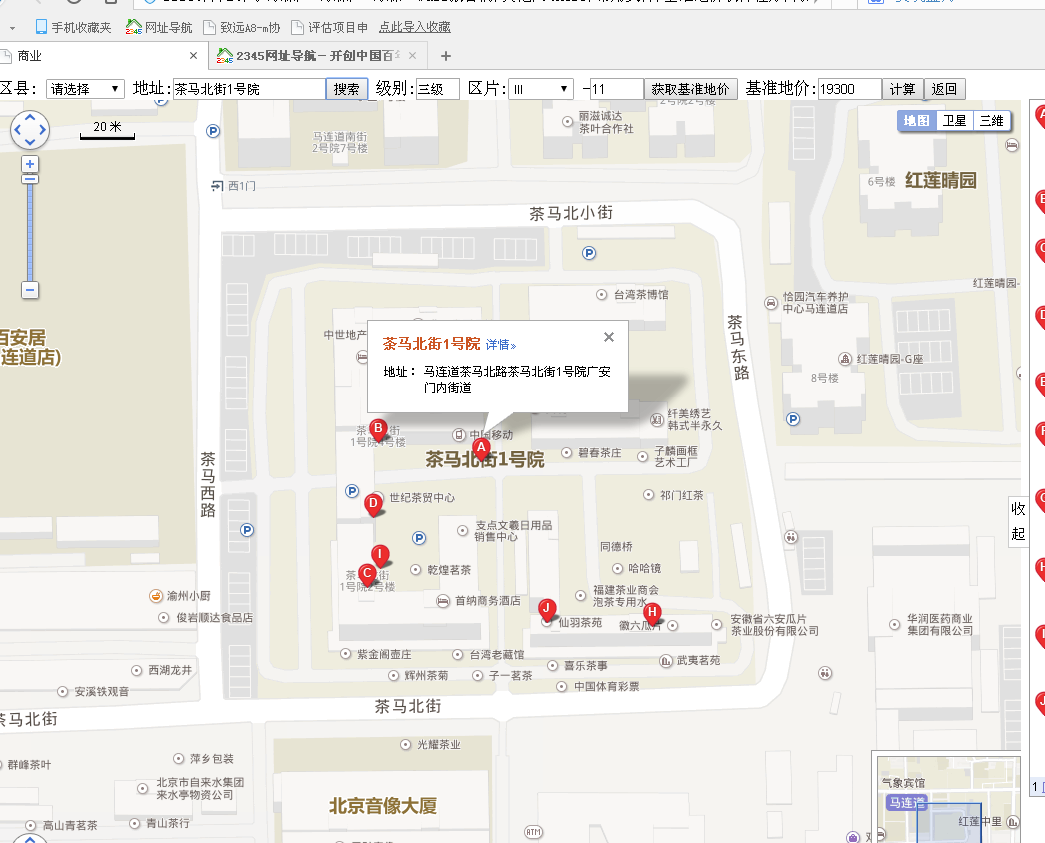 手机收藏夹 网址导航 致远A8-m协 评估项目申 点此导入收藏
商业 × 2345网址导航－开创中国百年 × +
区县： 请选择 地址: 茶马北街1号院 搜索 级别: 三级 区片: III −11 获取基准地价 基准地价: 19300 计算 返回
20 米
地图 卫星 三维
丽滋诚达
茶叶合作社
2号院2号楼
马连道南街
2号院7号楼
6号楼
红莲晴园
西1门
茶马北小街
台湾茶博馆
恰园汽车养护
中心马连道店
红莲晴园-
中世地产
百安居
连道店)
茶马东路
红莲晴园-G座
8号楼
茶马北街1号院 详情»
地址： 马连道茶马北路茶马北街1号院广安
门内街道
纤美绣艺
韩式半永久
B
中国移动
A
茶马北街1号院
碧春茶庄
子麟画框
艺术工厂
茶马西路
世纪茶贸中心
D
祁门红茶
支点文羲日用品
销售中心
收
起
同德桥
I
乾煌茗茶
哈哈镜
C
渝州小厨
首纳商务酒店
福建茶业商会
泡茶专用水
J
H
俊岩顺达食品店
仙羽茶苑
徽六瓜片
安徽省六安瓜片
茶业股份有限公司
华润医药商业
集团有限公司
紫金阁壶庄
台湾老藏馆
喜乐茶事
武夷茗苑
西湖龙井
辉州茶菊
子一茗茶
中国体育彩票
安溪铁观音
茶马北街
茶马北街
光耀茶业
群峰茶叶
萍乡包装
北京市自来水集团
来水亭物资公司
高山青茗茶
青山茶行
北京音像大厦
ATM
气象宾馆
马连道
红莲中里
1